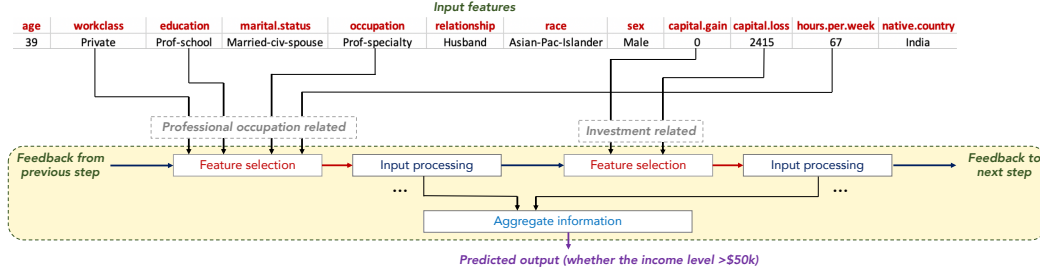 Input features
age workclass education marital.status occupation relationship race sex capital.gain capital.loss hours.per.week native.country
39 Private Prof-school Married-civ-spouse Prof-specialty Husband Asian-Pac-Islander Male 0 2415 67 India
Professional occupation related
Investment related
Feedback from
previous step
Feature selection
Input processing
Feature selection
Input processing
Feedback to
next step
...
...
Aggregate information
Predicted output (whether the income level >$50k)